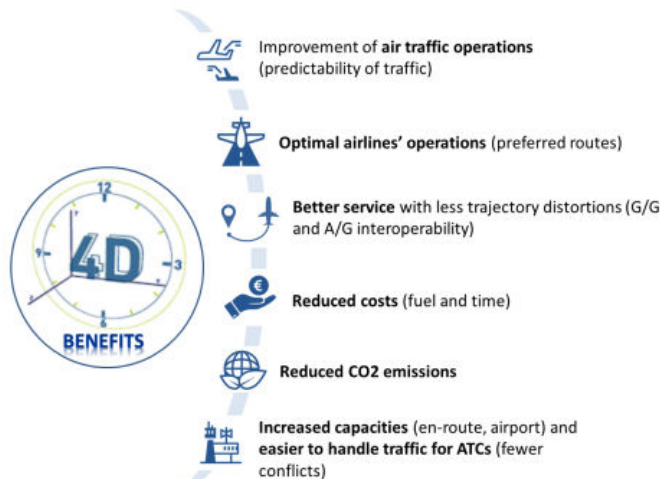 Improvement of air traffic operations
(predictability of traffic)
Optimal airlines' operations (preferred routes)
Better service with less trajectory distortions (G/G
and A/G interoperability)
12
9
3
6
4D
BENEFITS
€
Reduced costs (fuel and time)
Reduced CO2 emissions
Increased capacities (en-route, airport) and
easier to handle traffic for ATCs (fewer
conflicts)